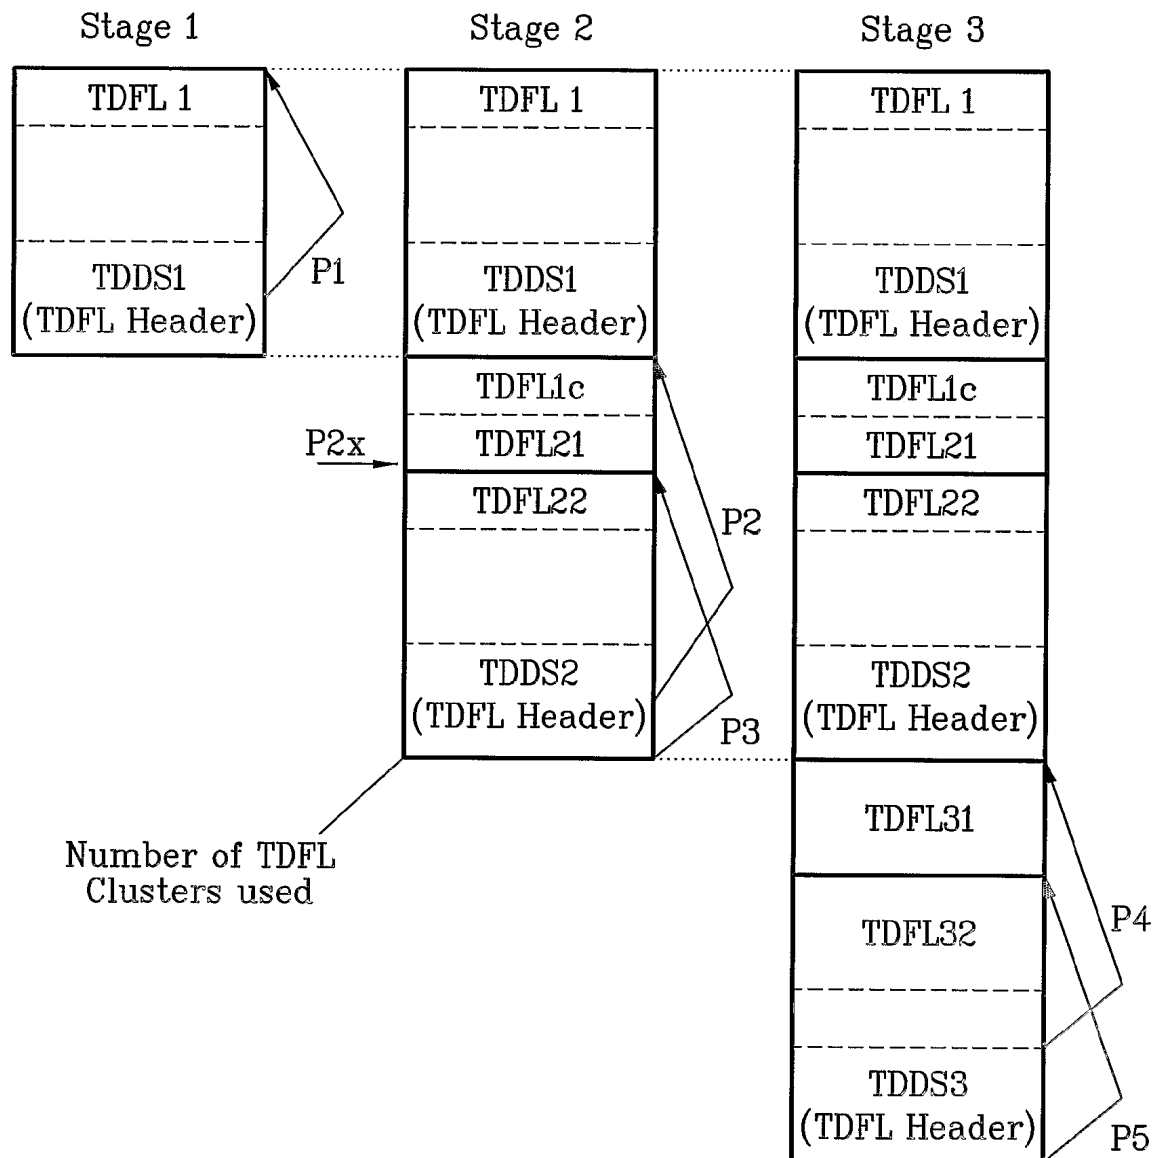 Stage 1
Stage 2
Stage 3
TDFL 1
TDDS1
(TDFL Header)
P1
TDFL 1
TDDS1
(TDFL Header)
TDFL1c
TDFL21
P2x
TDFL22
TDDS2
(TDFL Header)
P2
P3
Number of TDFL
Clusters used
TDFL 1
TDDS1
(TDFL Header)
TDFL1c
TDFL21
TDFL22
TDDS2
(TDFL Header)
TDFL31
TDFL32
TDDS3
(TDFL Header)
P4
P5